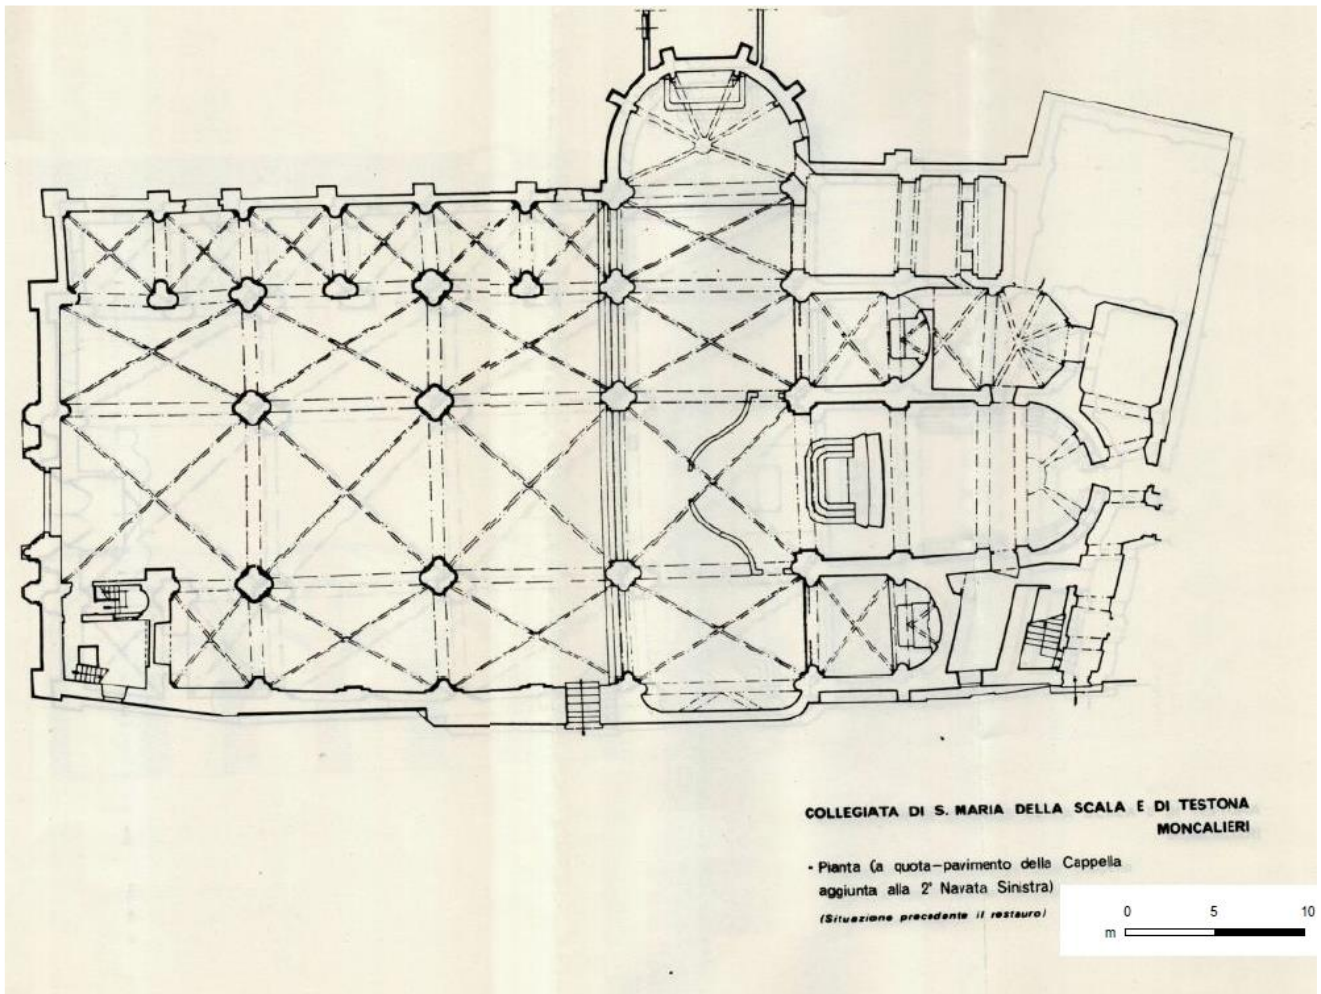 COLLEGIATA DI S. MARIA DELLA SCALA E DI TESTONA
MONCALIERI
- Pianta (a quota-pavimento della Cappella
aggiunta alla 2ª Navata Sinistra)
(Situazione precedente il restauro)
0 5 10
m